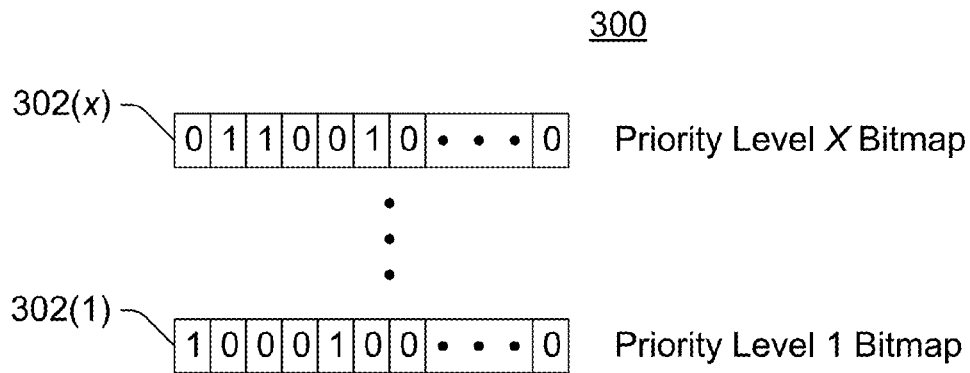 300
302(x) 0 1 1 0 0 1 0 • • • 0 Priority Level X Bitmap
302(1) 1 0 0 0 1 0 0 • • • 0 Priority Level 1 Bitmap